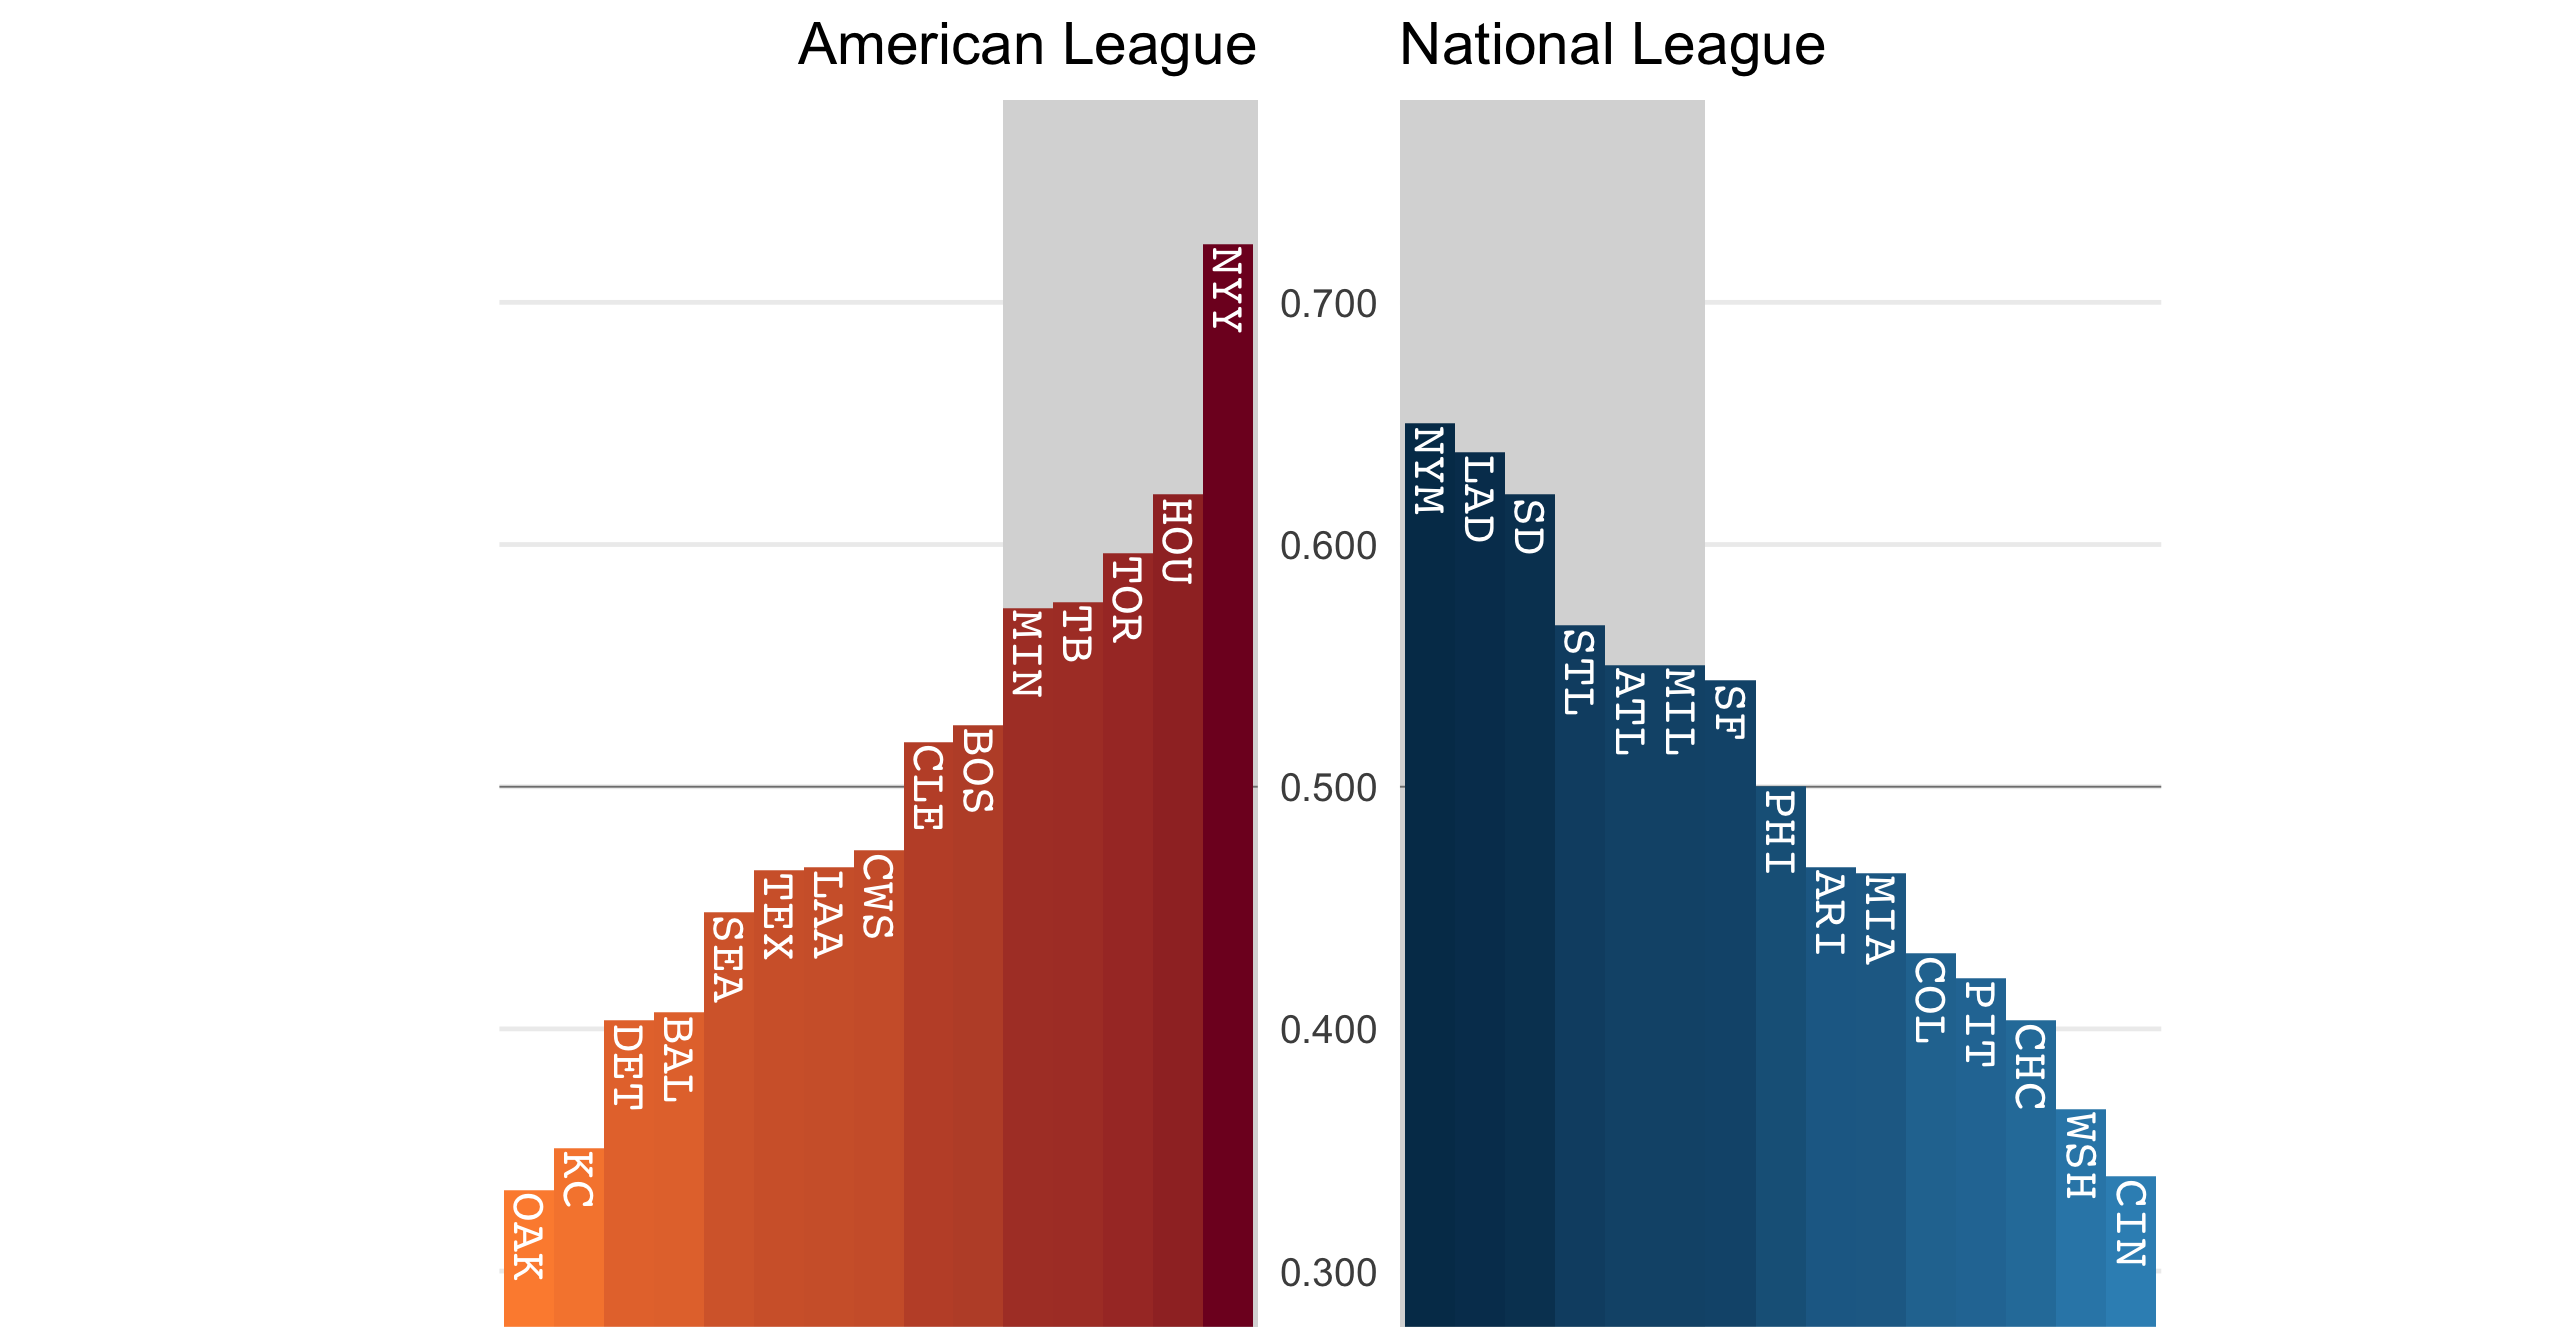 American League
National League
0.700
0.600
0.500
0.400
0.300
OAK
KC
DET
BAL
SEA
TEX
LAA
CWS
CLE
BOS
MIN
TB
TOR
HOU
NYY
NYM
LAD
SD
STL
ATL
MIL
SF
PHI
ARI
MIA
COL
PIT
CHC
WSH
CIN